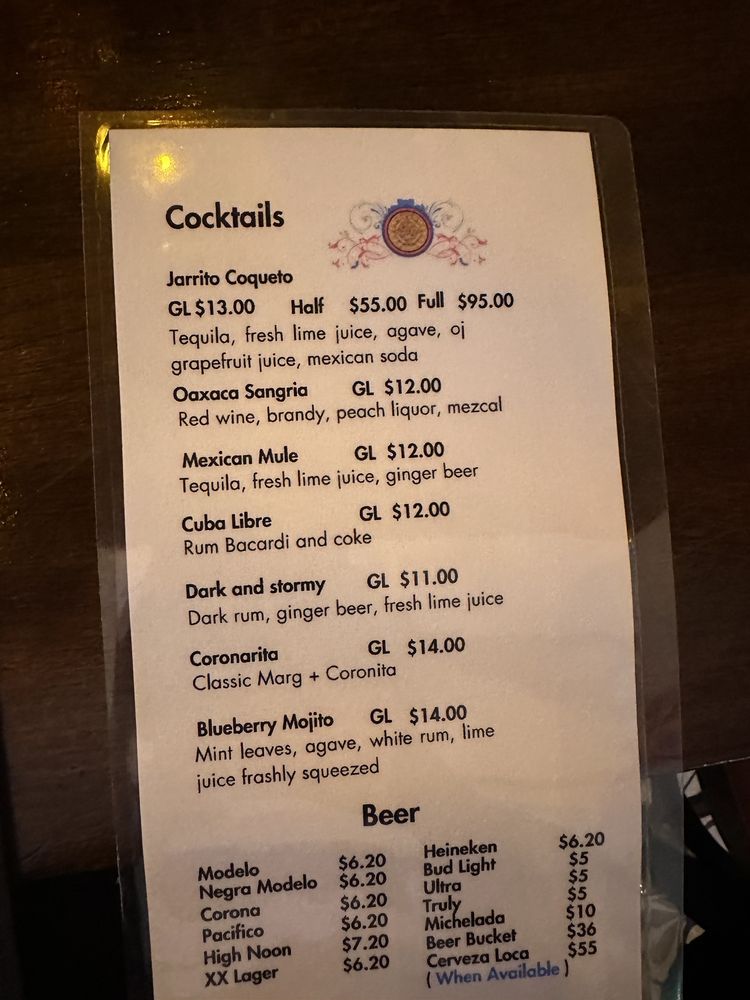 Cocktails
Jarrito Coqueto
GL $13.00 Half $55.00 Full $95.00
Tequila, fresh lime juice, agave, oj
grapefruit juice, mexican soda
Oaxaca Sangria GL $12.00
Red wine, brandy, peach liquor, mezcal
Mexican Mule GL $12.00
Tequila, fresh lime juice, ginger beer
Cuba Libre GL $12.00
Rum Bacardi and coke
Dark and stormy GL $11.00
Dark rum, ginger beer, fresh lime juice
Coronarita GL $14.00
Classic Marg + Coronita
Blueberry Mojito GL $14.00
Mint leaves, agave, white rum, lime
juice frashly squeezed
Beer
Modelo $6.20
Negra Modelo $6.20
Corona $6.20
Pacifico $6.20
High Noon $7.20
XX Lager $6.20
Heineken $6.20
Bud Light $5
Ultra $5
Truly $5
Michelada $10
Beer Bucket $36
Cerveza Loca $55
( When Available )